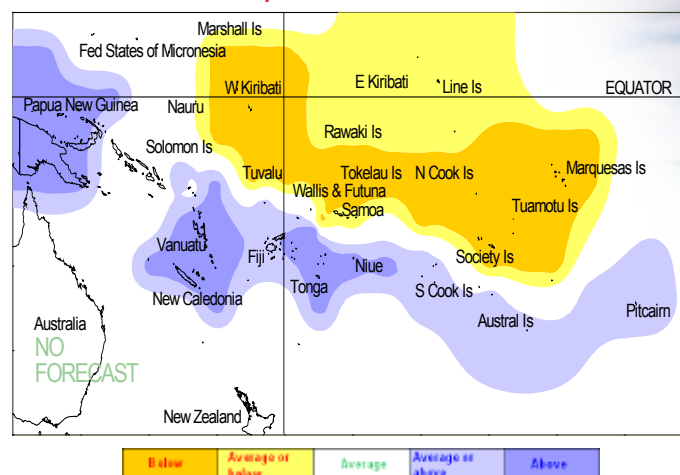 Marshall Is
Fed States of Micronesia
W Kiribati
E Kiribati
Line Is
EQUATOR
Papua New Guinea
Nauru
Rawaki Is
Solomon Is
Tuvalu
Tokelau Is
N Cook Is
Marquesas Is
Wallis & Futuna
Samoa
Tuamotu Is
Vanuatu
Fiji
Society Is
Niue
Tonga
S Cook Is
New Caledonia
Pitcairn
Austral Is
Australia
NO
FORECAST
New Zealand
Below
Average or
below
Average
Average or
above
Above